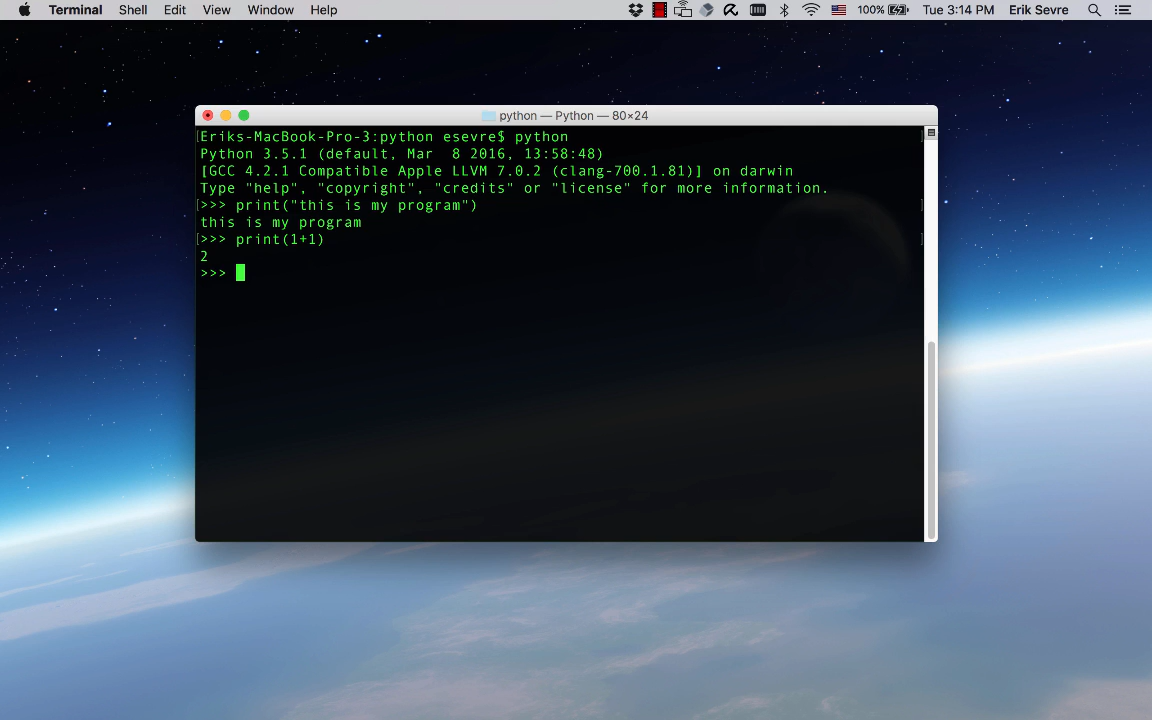 Terminal Shell Edit View Window Help 100% Tue 3:14 PM Erik Sevre
python — Python — 80×24
[Eriks-MacBook-Pro-3:python esevre$ python ]
Python 3.5.1 (default, Mar  8 2016, 13:58:48)
[GCC 4.2.1 Compatible Apple LLVM 7.0.2 (clang-700.1.81)] on darwin
Type "help", "copyright", "credits" or "license" for more information.
[>>> print("this is my program") ]
this is my program
[>>> print(1+1) ]
2
>>>